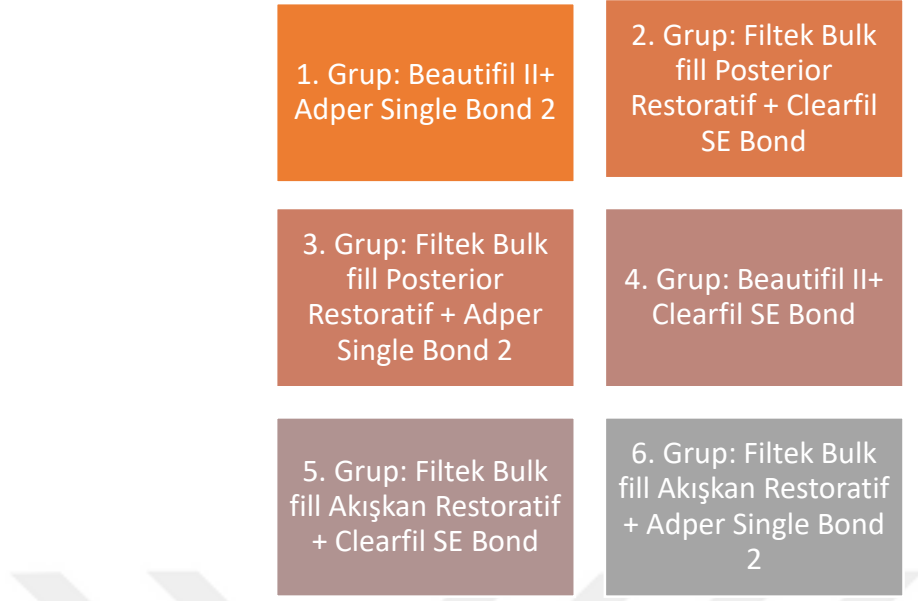 1. Grup: Beautifil II+
Adper Single Bond 2
2. Grup: Filtek Bulk
fill Posterior
Restoratif + Clearfil
SE Bond
3. Grup: Filtek Bulk
fill Posterior
Restoratif + Adper
Single Bond 2
4. Grup: Beautifil II+
Clearfil SE Bond
5. Grup: Filtek Bulk
fill Akışkan Restoratif
+ Clearfil SE Bond
6. Grup: Filtek Bulk
fill Akışkan Restoratif
+ Adper Single Bond
2